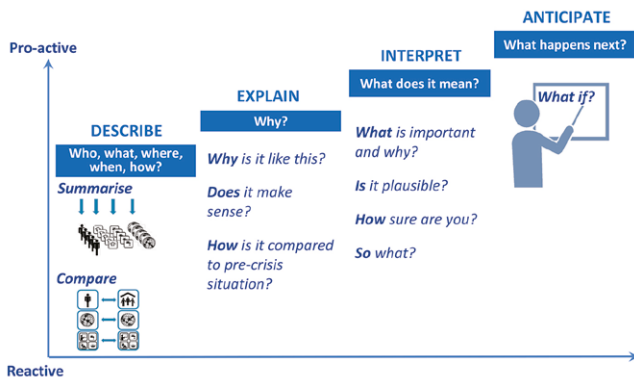 ANTICIPATE
What happens next?
Pro-active
INTERPRET
What does it mean?
What if?
EXPLAIN
Why?
DESCRIBE
Who, what, where,
when, how?
Summarise
Compare
Why is it like this?
Does it make
sense?
How is it compared
to pre-crisis
situation?
What is important
and why?
Is it plausible?
How sure are you?
So what?
Reactive